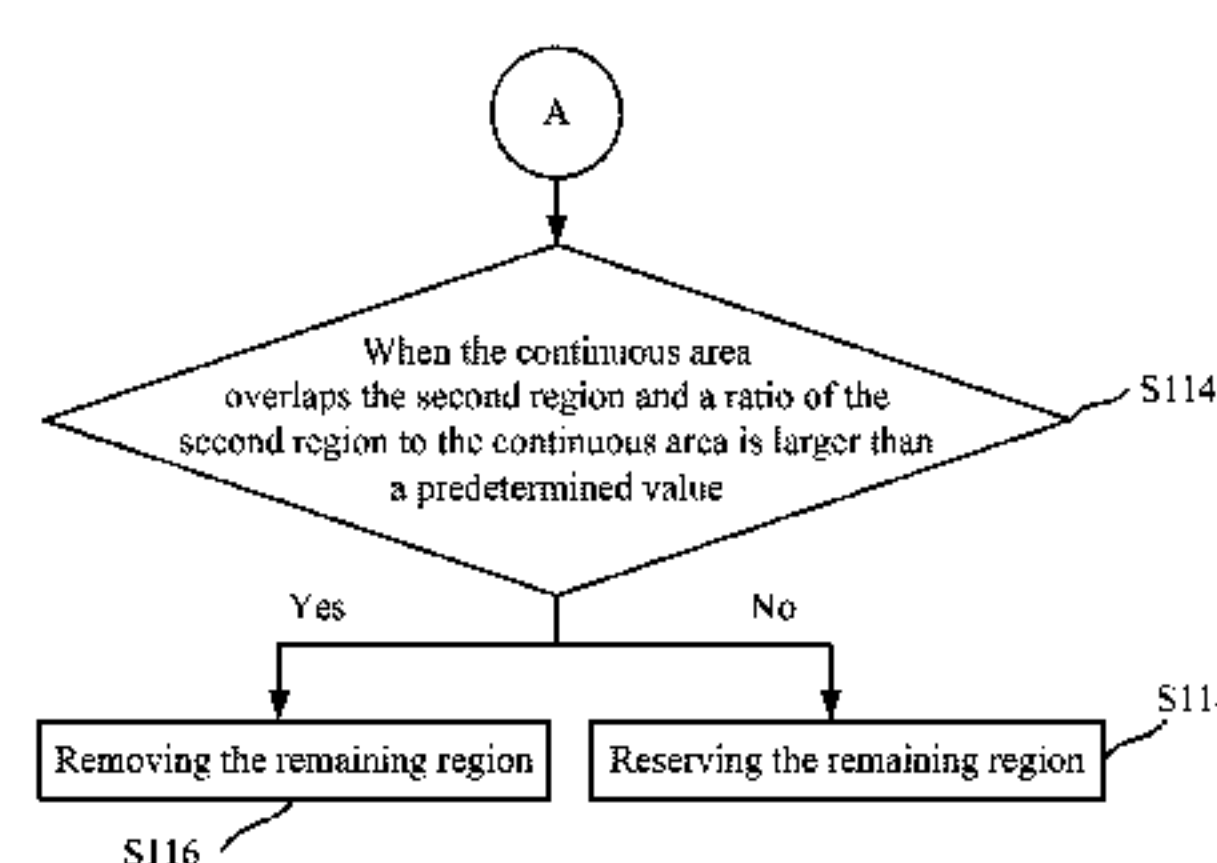 A
When the continuous area
overlaps the second region and a ratio of the
second region to the continuous area is larger than
a predetermined value
S114
Yes
No
Removing the remaining region
Reserving the remaining region
S116